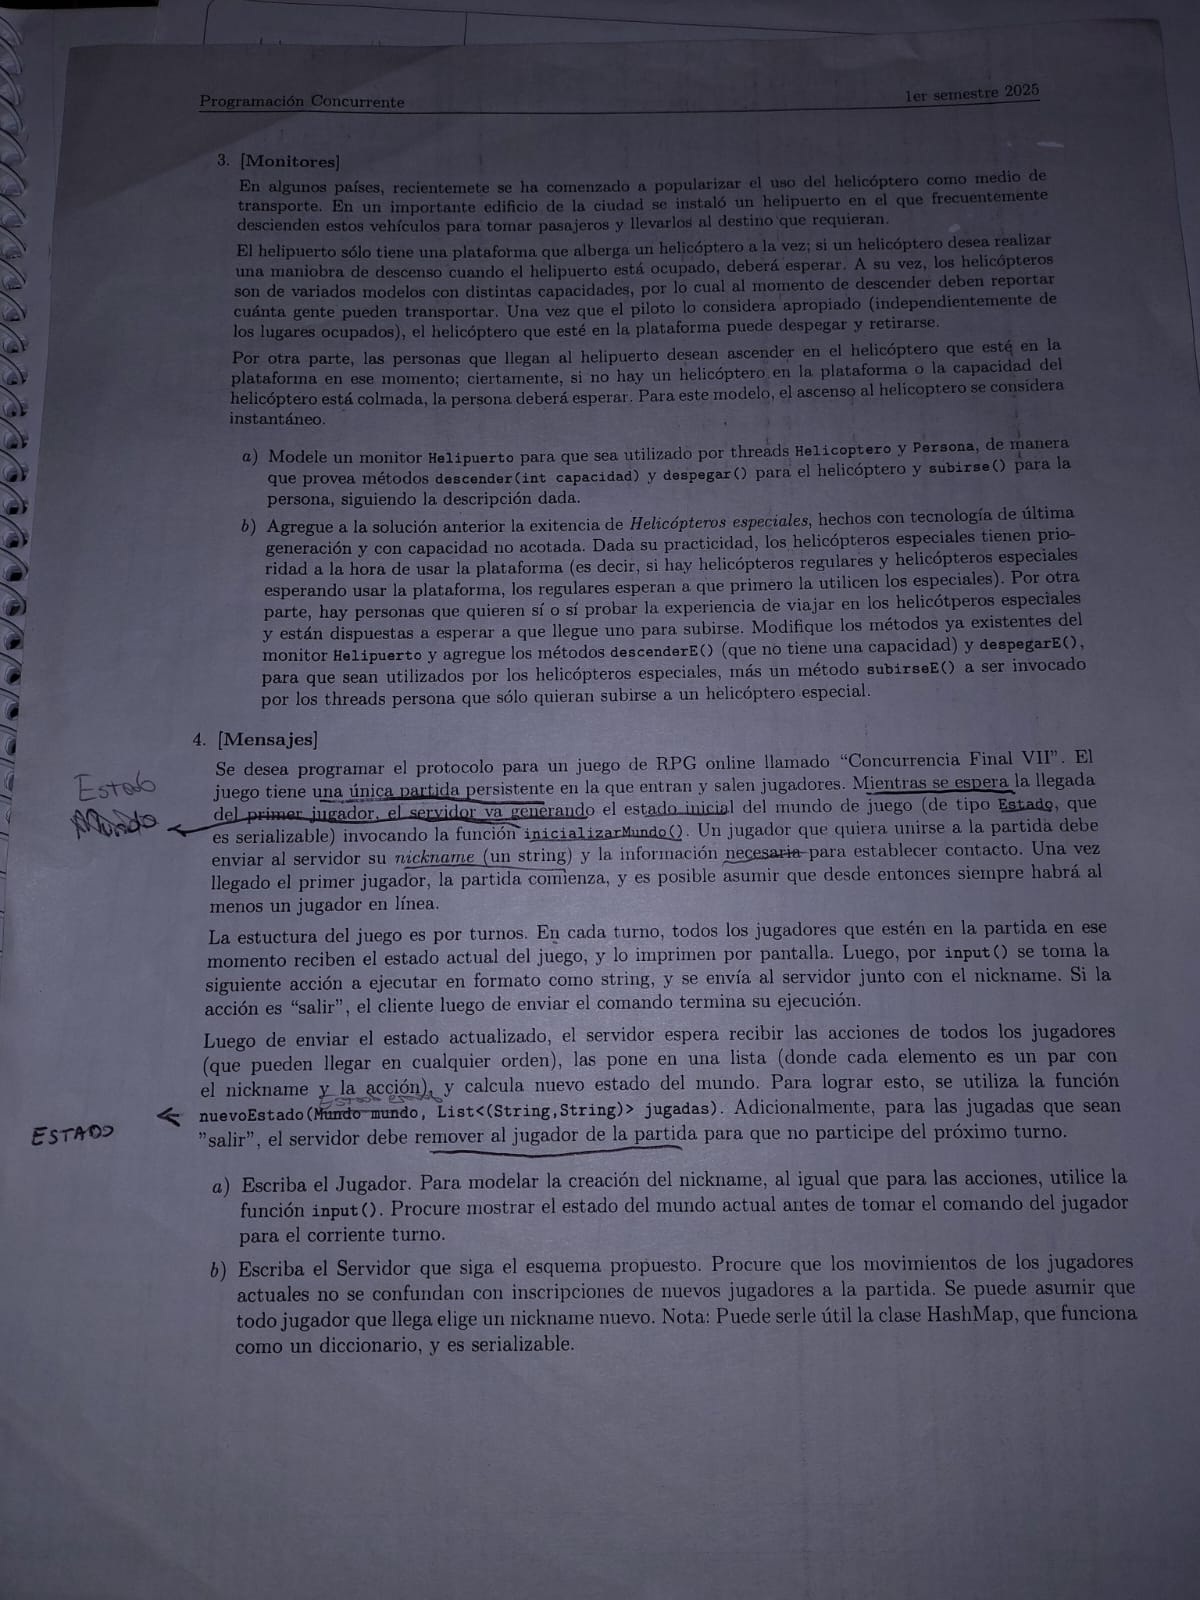 Programación Concurrente 1er semestre 2025
3. [Monitores]
En algunos países, recientemete se ha comenzado a popularizar el uso del helicóptero como medio de
transporte. En un importante edificio de la ciudad se instaló un helipuerto en el que frecuentemente
descienden estos vehículos para tomar pasajeros y llevarlos al destino que requieran.
El helipuerto sólo tiene una plataforma que alberga un helicóptero a la vez; si un helicóptero desea realizar
una maniobra de descenso cuando el helipuerto está ocupado, deberá esperar. A su vez, los helicópteros
son de variados modelos con distintas capacidades, por lo cual al momento de descender deben reportar
cuánta gente pueden transportar. Una vez que el piloto lo considera apropiado (independientemente de
los lugares ocupados), el helicóptero que esté en la plataforma puede despegar y retirarse.
Por otra parte, las personas que llegan al helipuerto desean ascender en el helicóptero que esté en la
plataforma en ese momento; ciertamente, si no hay un helicóptero en la plataforma o la capacidad del
helicóptero está colmada, la persona deberá esperar. Para este modelo, el ascenso al helicoptero se considera
instantáneo.
a) Modele un monitor Helipuerto para que sea utilizado por threads Helicoptero y Persona, de manera
que provea métodos descender(int capacidad) y despegar() para el helicóptero y subirse() para la
persona, siguiendo la descripción dada.
b) Agregue a la solución anterior la exitencia de Helicópteros especiales, hechos con tecnología de última
generación y con capacidad no acotada. Dada su practicidad, los helicópteros especiales tienen prio-
ridad a la hora de usar la plataforma (es decir, si hay helicópteros regulares y helicópteros especiales
esperando usar la plataforma, los regulares esperan a que primero la utilicen los especiales). Por otra
parte, hay personas que quieren sí o sí probar la experiencia de viajar en los helicótperos especiales
y están dispuestas a esperar a que llegue uno para subirse. Modifique los métodos ya existentes del
monitor Helipuerto y agregue los métodos descenderE() (que no tiene una capacidad) y despegarE(),
para que sean utilizados por los helicópteros especiales, más un método subirseE() a ser invocado
por los threads persona que sólo quieran subirse a un helicóptero especial.
4. [Mensajes]
Se desea programar el protocolo para un juego de RPG online llamado “Concurrencia Final VII”. El
juego tiene una única partida persistente en la que entran y salen jugadores. Mientras se espera la llegada
Estado
Mundo
del primer jugador, el servidor va generando el estado inicial del mundo de juego (de tipo Estado, que
es serializable) invocando la función inicializarMundo(). Un jugador que quiera unirse a la partida debe
enviar al servidor su nickname (un string) y la información necesaria para establecer contacto. Una vez
llegado el primer jugador, la partida comienza, y es posible asumir que desde entonces siempre habrá al
menos un jugador en línea.
La estuctura del juego es por turnos. En cada turno, todos los jugadores que estén en la partida en ese
momento reciben el estado actual del juego, y lo imprimen por pantalla. Luego, por input() se toma la
siguiente acción a ejecutar en formato como string, y se envía al servidor junto con el nickname. Si la
acción es “salir”, el cliente luego de enviar el comando termina su ejecución.
Luego de enviar el estado actualizado, el servidor espera recibir las acciones de todos los jugadores
(que pueden llegar en cualquier orden), las pone en una lista (donde cada elemento es un par con
el nickname y la acción), y calcula nuevo estado del mundo. Para lograr esto, se utiliza la función
nuevoEstado(Mundo mundo, List<(String,String)> jugadas). Adicionalmente, para las jugadas que sean
ESTADO
”salir”, el servidor debe remover al jugador de la partida para que no participe del próximo turno.
a) Escriba el Jugador. Para modelar la creación del nickname, al igual que para las acciones, utilice la
función input(). Procure mostrar el estado del mundo actual antes de tomar el comando del jugador
para el corriente turno.
b) Escriba el Servidor que siga el esquema propuesto. Procure que los movimientos de los jugadores
actuales no se confundan con inscripciones de nuevos jugadores a la partida. Se puede asumir que
todo jugador que llega elige un nickname nuevo. Nota: Puede serle útil la clase HashMap, que funciona
como un diccionario, y es serializable.